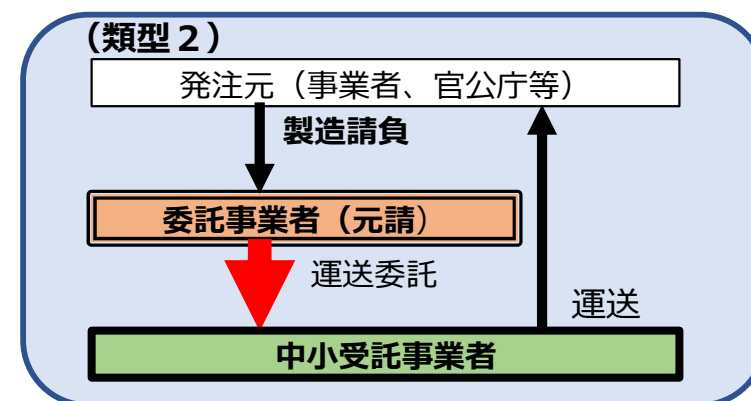 （類型２）
発注元（事業者、官公庁等）
製造請負
委託事業者（元請）
運送委託
運送
中小受託事業者